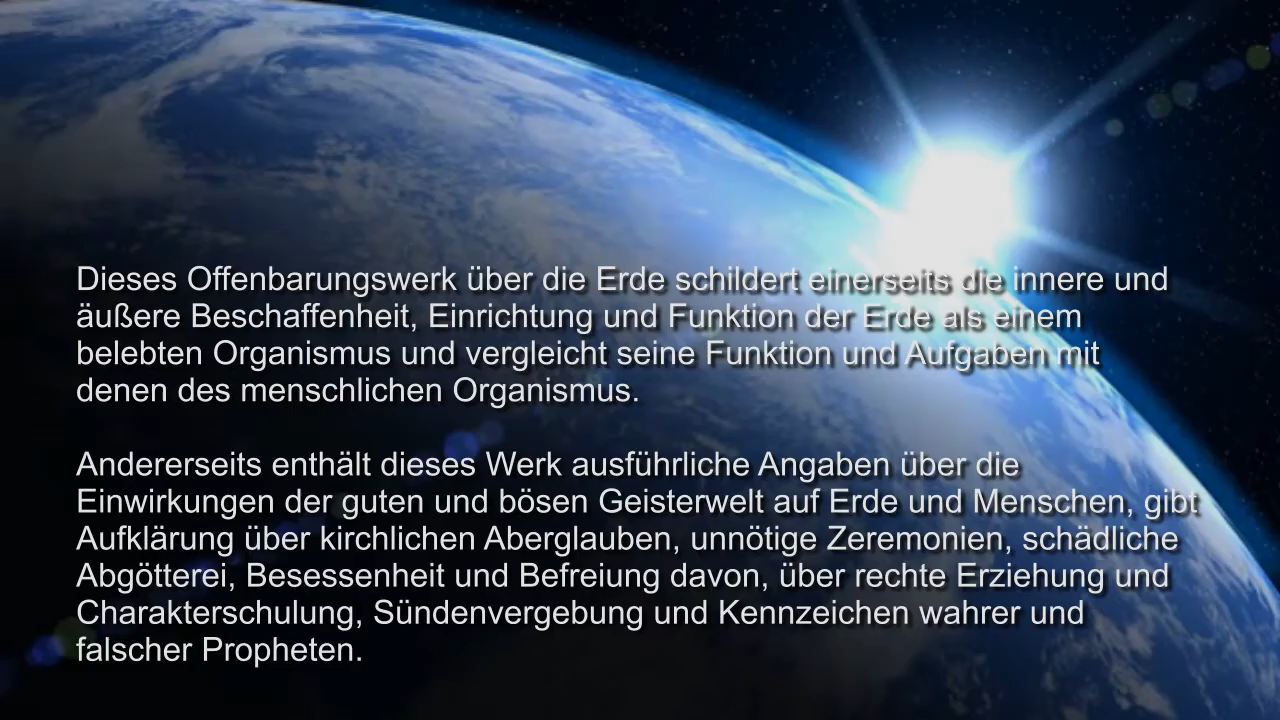 Dieses Offenbarungswerk über die Erde schildert einerseits die innere und
äußere Beschaffenheit, Einrichtung und Funktion der Erde als einem
belebten Organismus und vergleicht seine Funktion und Aufgaben mit
denen des menschlichen Organismus.
Andererseits enthält dieses Werk ausführliche Angaben über die
Einwirkungen der guten und bösen Geisterwelt auf Erde und Menschen, gibt
Aufklärung über kirchlichen Aberglauben, unnötige Zeremonien, schädliche
Abgötterei, Besessenheit und Befreiung davon, über rechte Erziehung und
Charakterschulung, Sündenvergebung und Kennzeichen wahrer und
falscher Propheten.